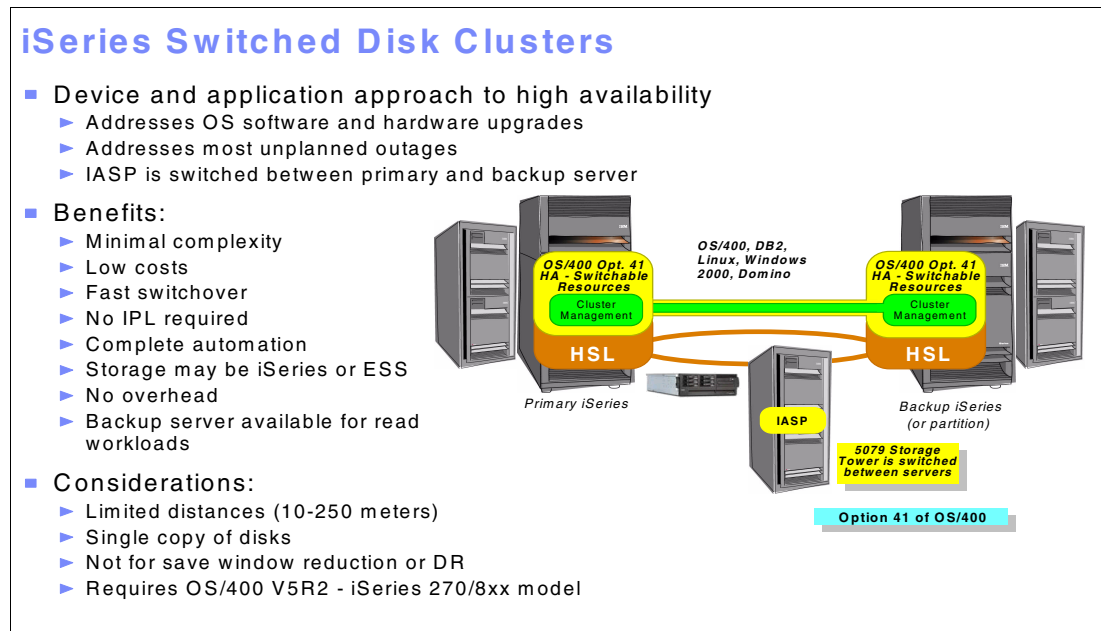 iSeries Switched Disk Clusters
Device and application approach to high availability
Addresses OS software and hardware upgrades
Addresses most unplanned outages
IASP is switched between primary and backup server
Benefits:
Minimal complexity
Low costs
Fast switchover
No IPL required
Complete automation
Storage may be iSeries or ESS
No overhead
Backup server available for read
workloads
Considerations:
Limited distances (10-250 meters)
Single copy of disks
Not for save window reduction or DR
Requires OS/400 V5R2 - iSeries 270/8xx model
OS/400 Opt. 41
HA - Switchable
Resources
Cluster
Management
HSL
Primary iSeries
OS/400, DB2,
Linux, Windows
2000, Domino
OS/400 Opt. 41
HA - Switchable
Resources
Cluster
Management
HSL
Backup iSeries
(or partition)
IASP
5079 Storage
Tower is switched
between servers
Option 41 of OS/400